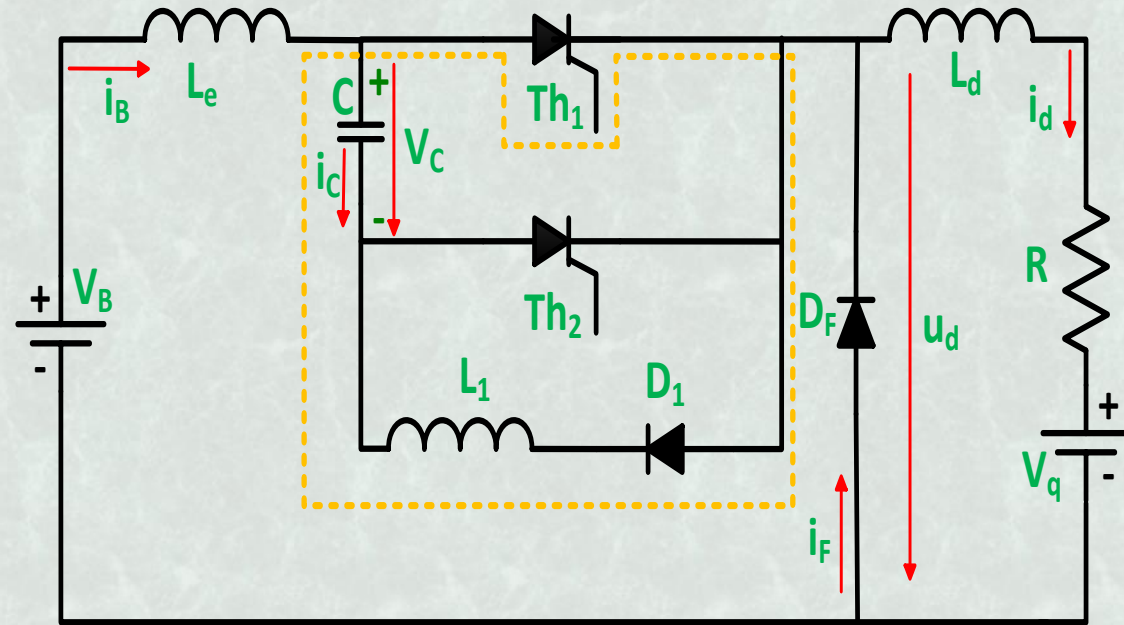 L_e
i_B
C
+
V_C
i_C
-
Th_1
L_d
i_d
Th_2
D_F
u_d
R
+
V_B
-
L_1
D_1
+
V_q
-
i_F